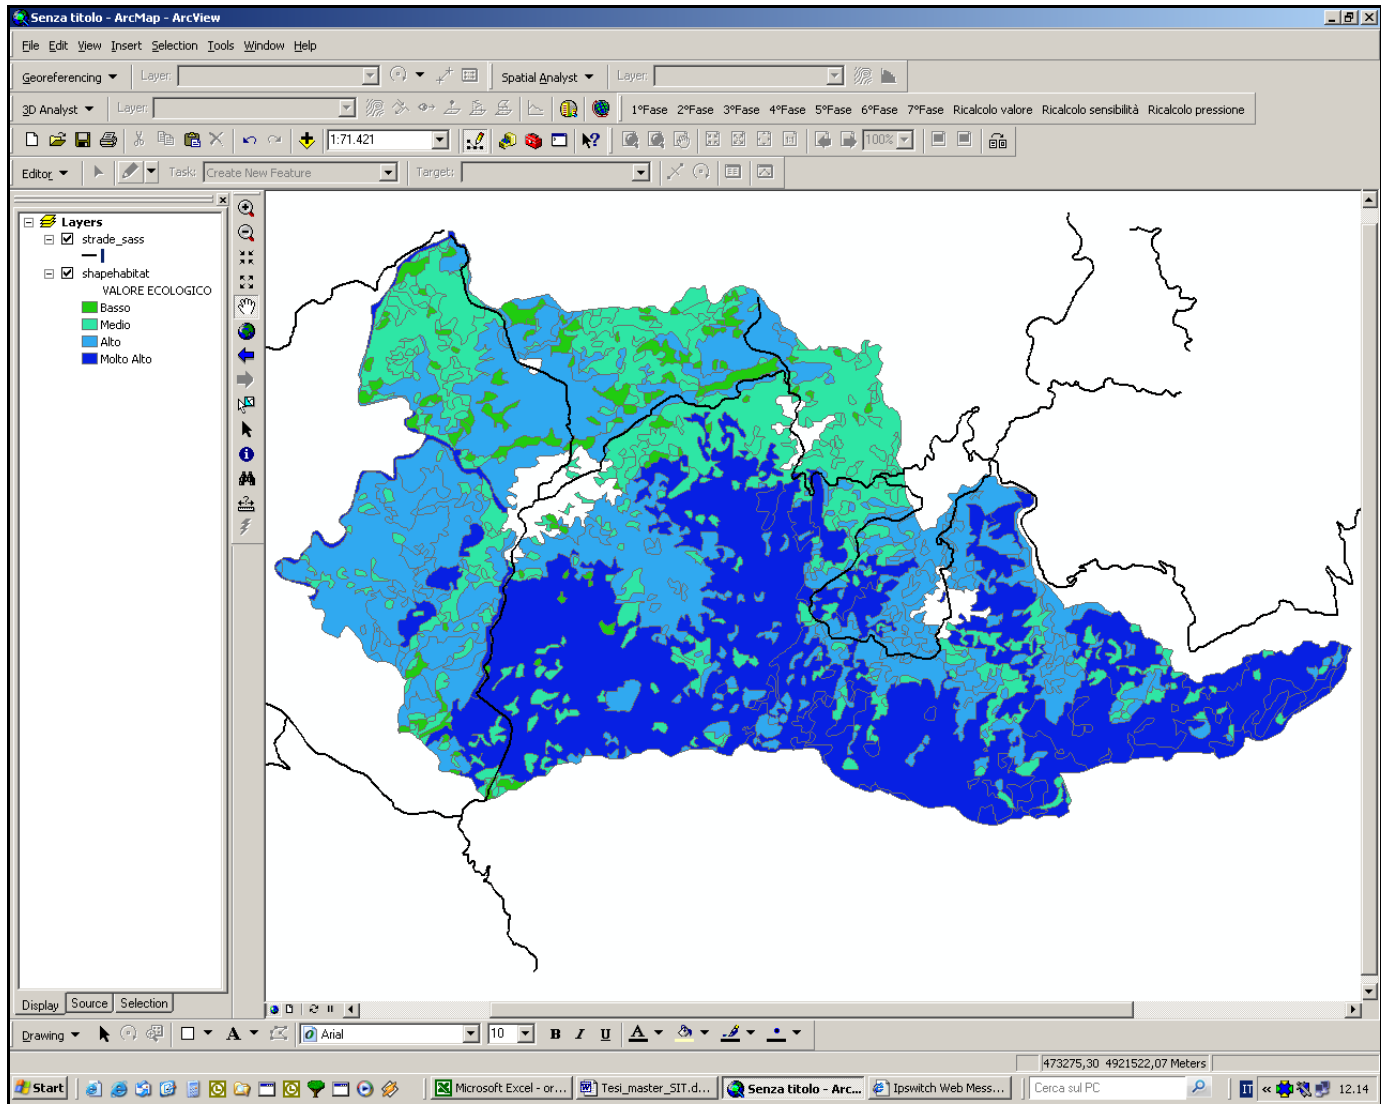 Senza titolo - ArcMap - ArcView
File Edit View Insert Selection Tools Window Help
Georeferencing Layer: Spatial Analyst Layer:
3D Analyst Layer: 1°Fase 2°Fase 3°Fase 4°Fase 5°Fase 6°Fase 7°Fase Ricalcolo valore Ricalcolo sensibilità Ricalcolo pressione
1:71.421 100%
Editor Task: Create New Feature Target:
Layers
strade_sass
shapehabitat
VALORE ECOLOGICO
Basso
Medio
Alto
Molto Alto
Display Source Selection
Drawing A Arial 10 B I U A
473275,30 4921522,07 Meters
Start Microsoft Excel - or... Tesi_master_SIT.d... Senza titolo - Arc... Ipswitch Web Mess... Cerca sul PC IT « 12.14